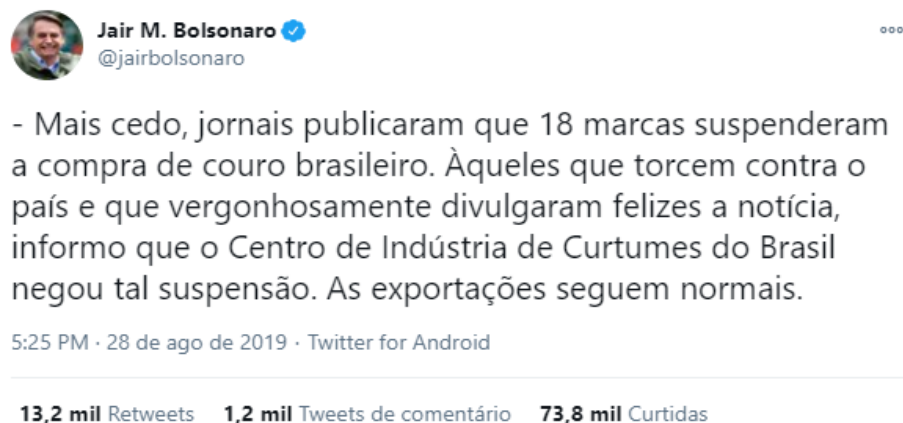 Jair M. Bolsonaro
@jairbolsonaro
- Mais cedo, jornais publicaram que 18 marcas suspenderam
a compra de couro brasileiro. Àqueles que torcem contra o
país e que vergonhosamente divulgaram felizes a notícia,
informo que o Centro de Indústria de Curtumes do Brasil
negou tal suspensão. As exportações seguem normais.
5:25 PM · 28 de ago de 2019 · Twitter for Android
13,2 mil Retweets 1,2 mil Tweets de comentário 73,8 mil Curtidas